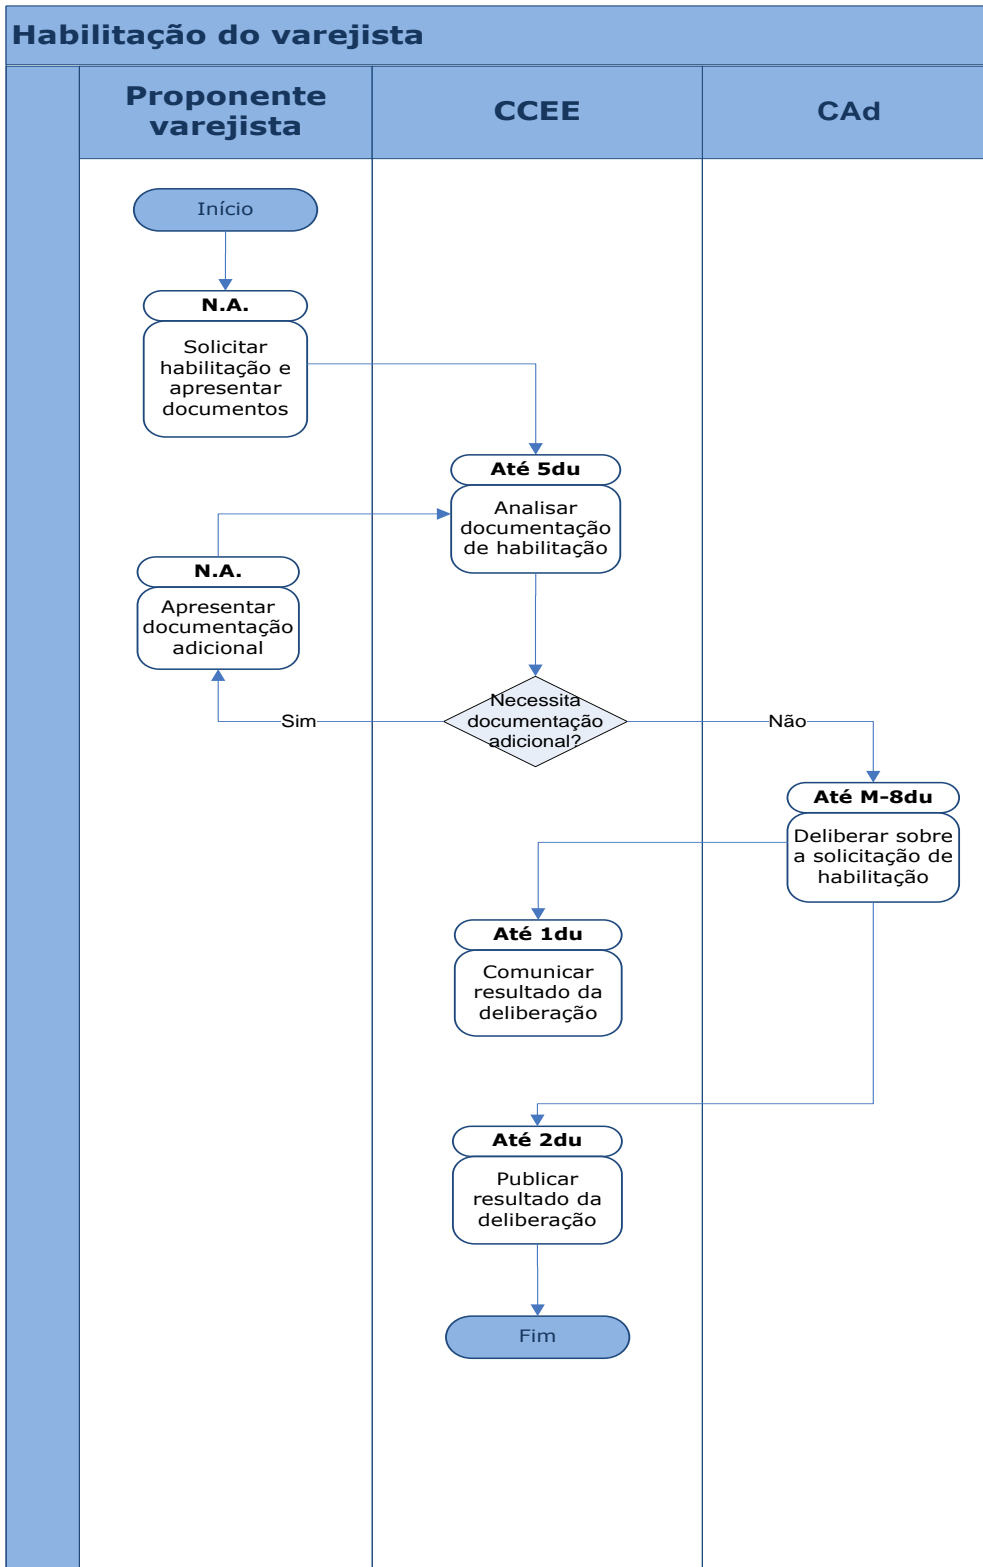 Habilitação do varejista
Proponente
varejista
CCEE
CAd
Início
N.A.
Solicitar
habilitação e
apresentar
documentos
Até 5du
Analisar
documentação
de habilitação
N.A.
Apresentar
documentação
adicional
Necessita
documentação
adicional?
Sim
Não
Até M-8du
Deliberar sobre
a solicitação de
habilitação
Até 1du
Comunicar
resultado da
deliberação
Até 2du
Publicar
resultado da
deliberação
Fim